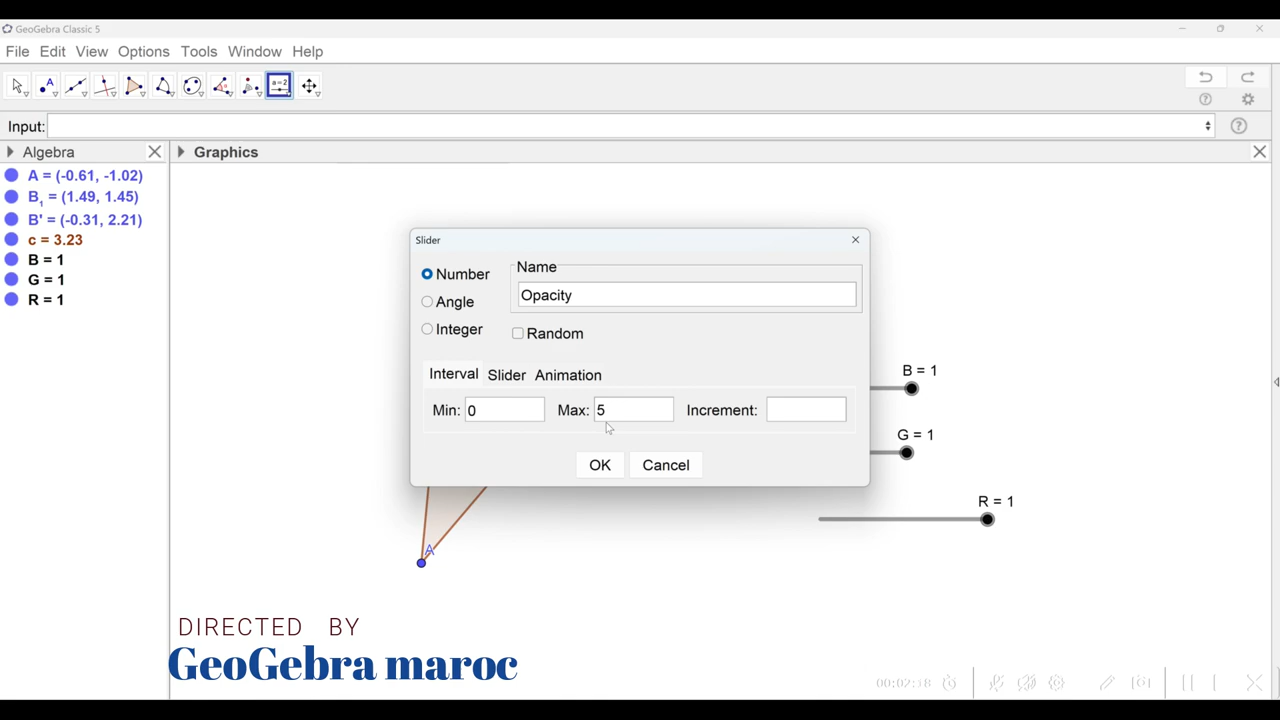 GeoGebra Classic 5
File Edit View Options Tools Window Help
A
a=2
Input:
Algebra
Graphics
A = (-0.61, -1.02)
B₁ = (1.49, 1.45)
B' = (-0.31, 2.21)
c = 3.23
B = 1
G = 1
R = 1
Slider
Number
Angle
Integer
Name
Opacity
Random
Interval Slider Animation
Min: 0 Max: 5 Increment:
OK Cancel
B = 1
G = 1
R = 1
A
DIRECTED BY
GeoGebra maroc
00:02:18